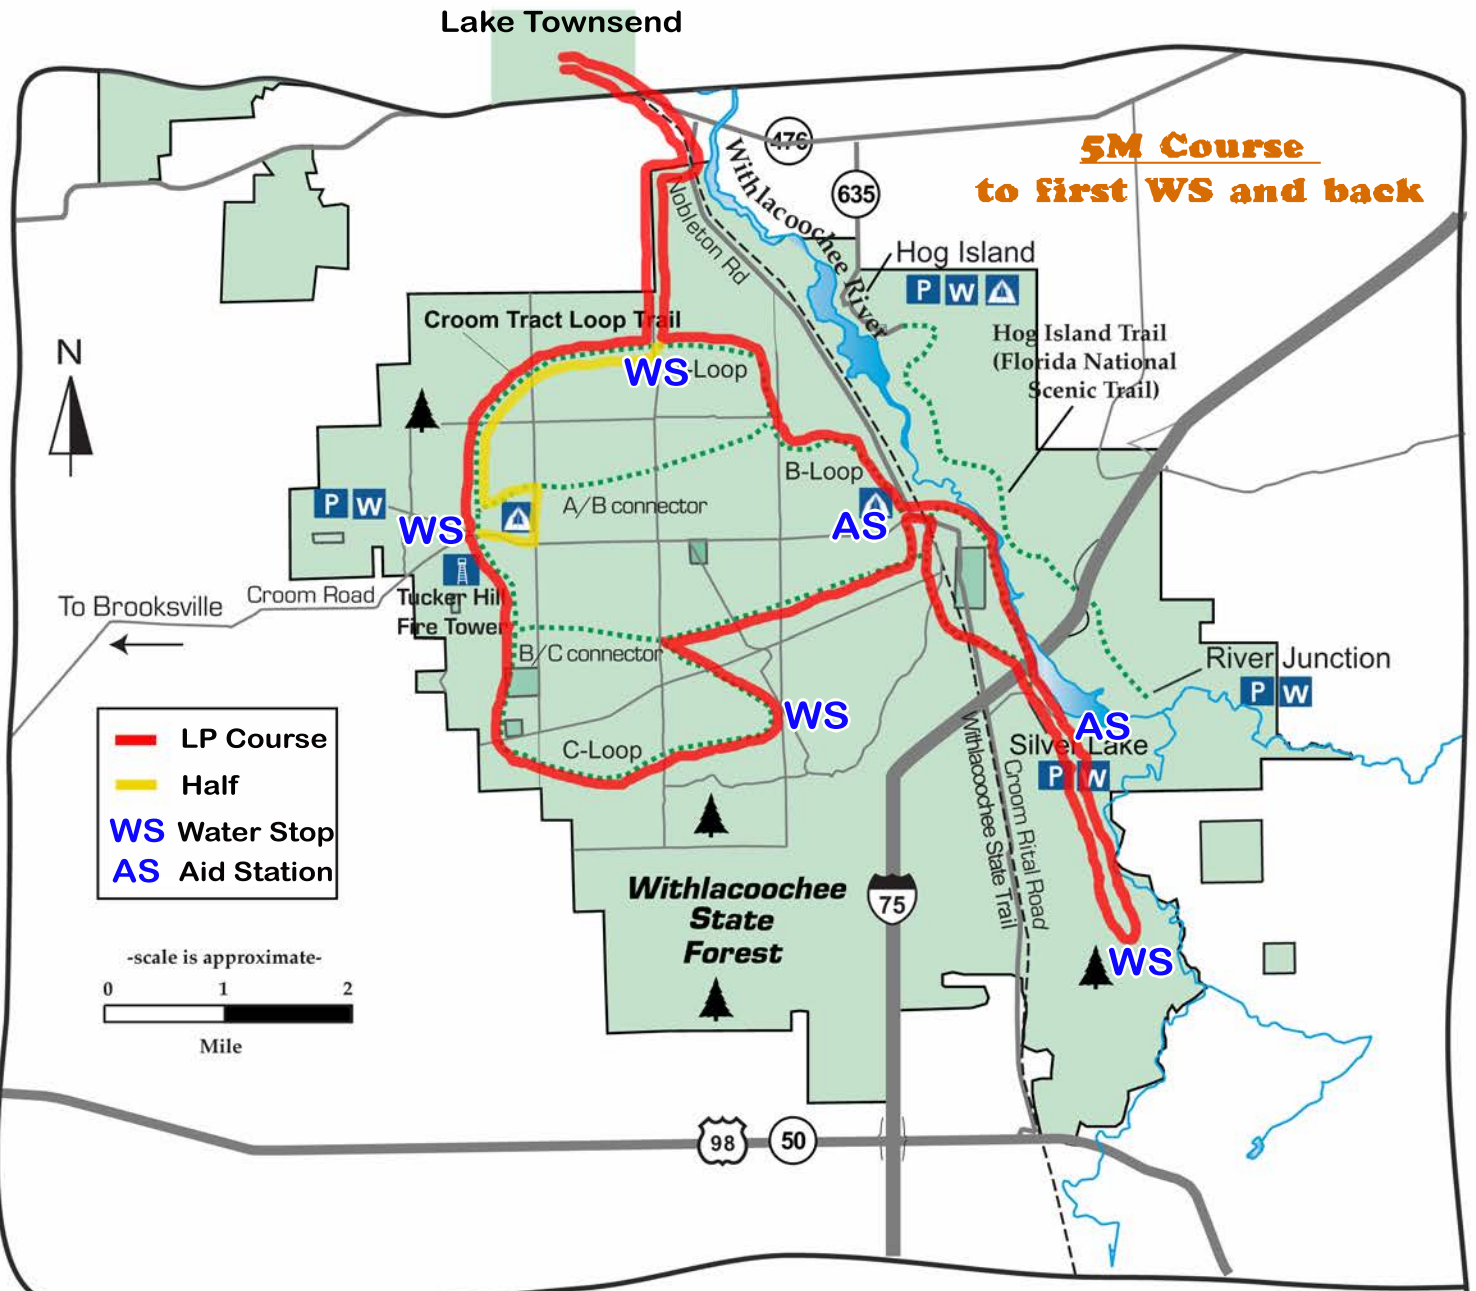 Lake Townsend
476
5M Course
to first WS and back
635
Withlacoochee River
Nobleton Rd
Hog Island
P W
Croom Tract Loop Trail
Hog Island Trail
(Florida National
Scenic Trail)
N
WS
-Loop
B-Loop
P W
A/B connector
WS
AS
Croom Road
To Brooksville
Tucker Hill
Fire Tower
B/C connector
River Junction
P W
WS
AS
C-Loop
Silver Lake
P W
LP Course
Half
WS Water Stop
AS Aid Station
Withlacoochee State Trail
Croom Rital Road
Withlacoochee
State
Forest
75
WS
-scale is approximate-
0 1 2
Mile
98
50